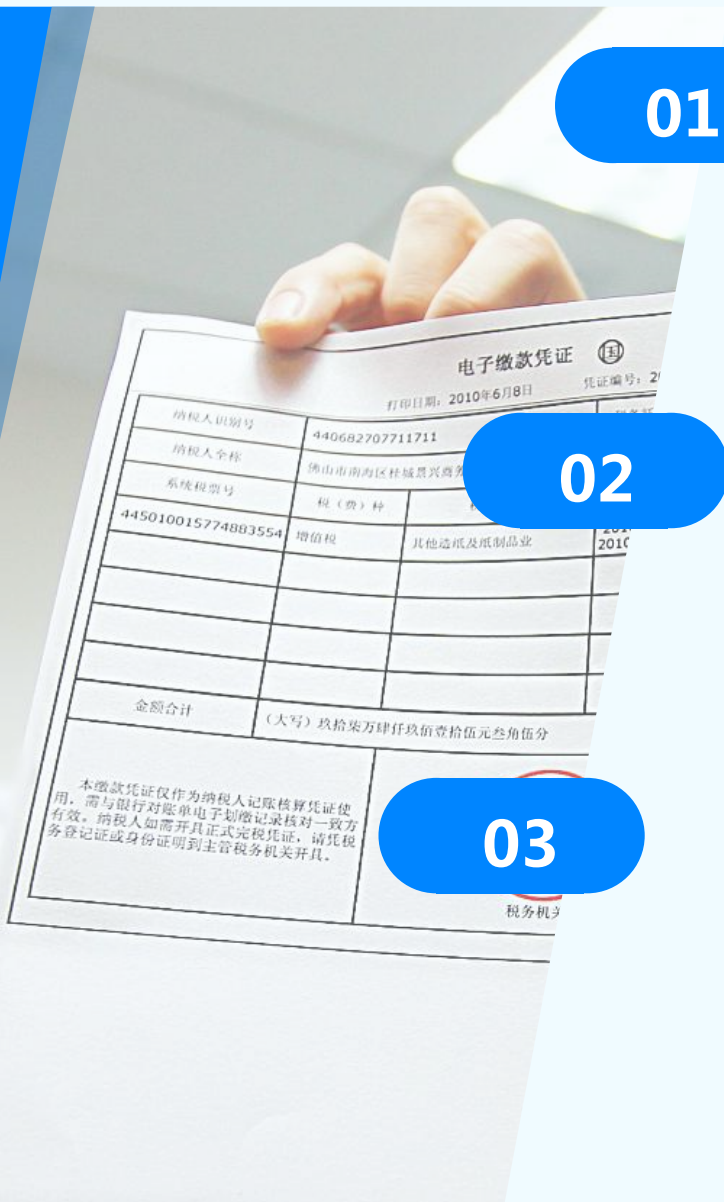 01
电子缴款凭证 国
打印日期：2010年6月8日 凭证编号：2
纳税人识别号 440682707711711
纳税人全称 佛山市南海区桂城景兴商务
02
系统税票号 税（费）种
445010015774883554 增值税 其他造纸及纸制品业 2010
金额合计 （大写）玖拾柒万肆仟玖佰壹拾伍元叁角伍分
本缴款凭证仅作为纳税人记账核算凭证使
用，需与银行对账单电子划缴记录核对一致方
有效。纳税人如需开具正式完税凭证，请凭税
务登记证或身份证明到主管税务机关开具。
03
税务机关